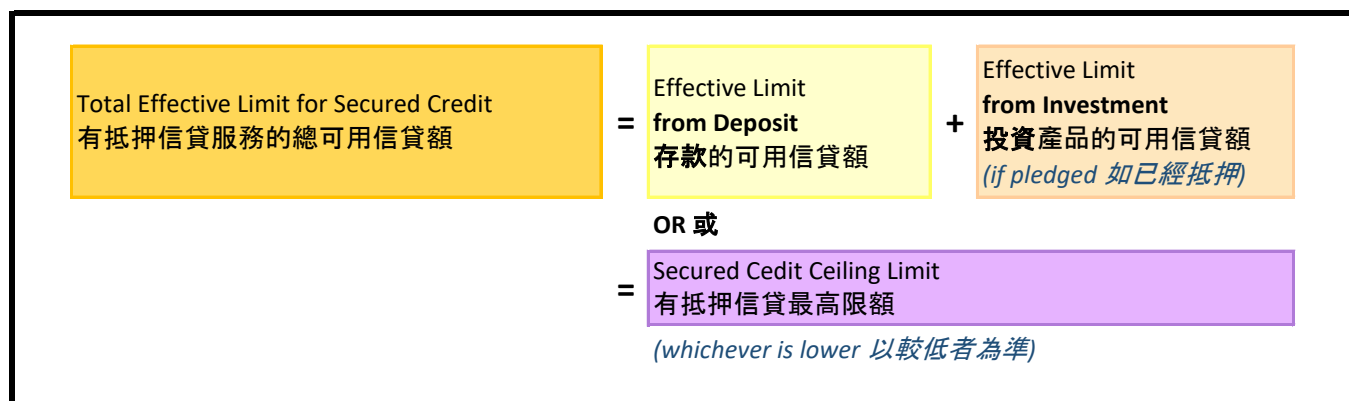 Total Effective Limit for Secured Credit
有抵押信貸服務的總可用信貸額
=
Effective Limit
from Deposit
存款的可用信貸額
+
Effective Limit
from Investment
投資產品的可用信貸額
(if pledged 如已經抵押)
OR 或
=
Secured Cedit Ceiling Limit
有抵押信貸最高限額
(whichever is lower 以較低者為準)